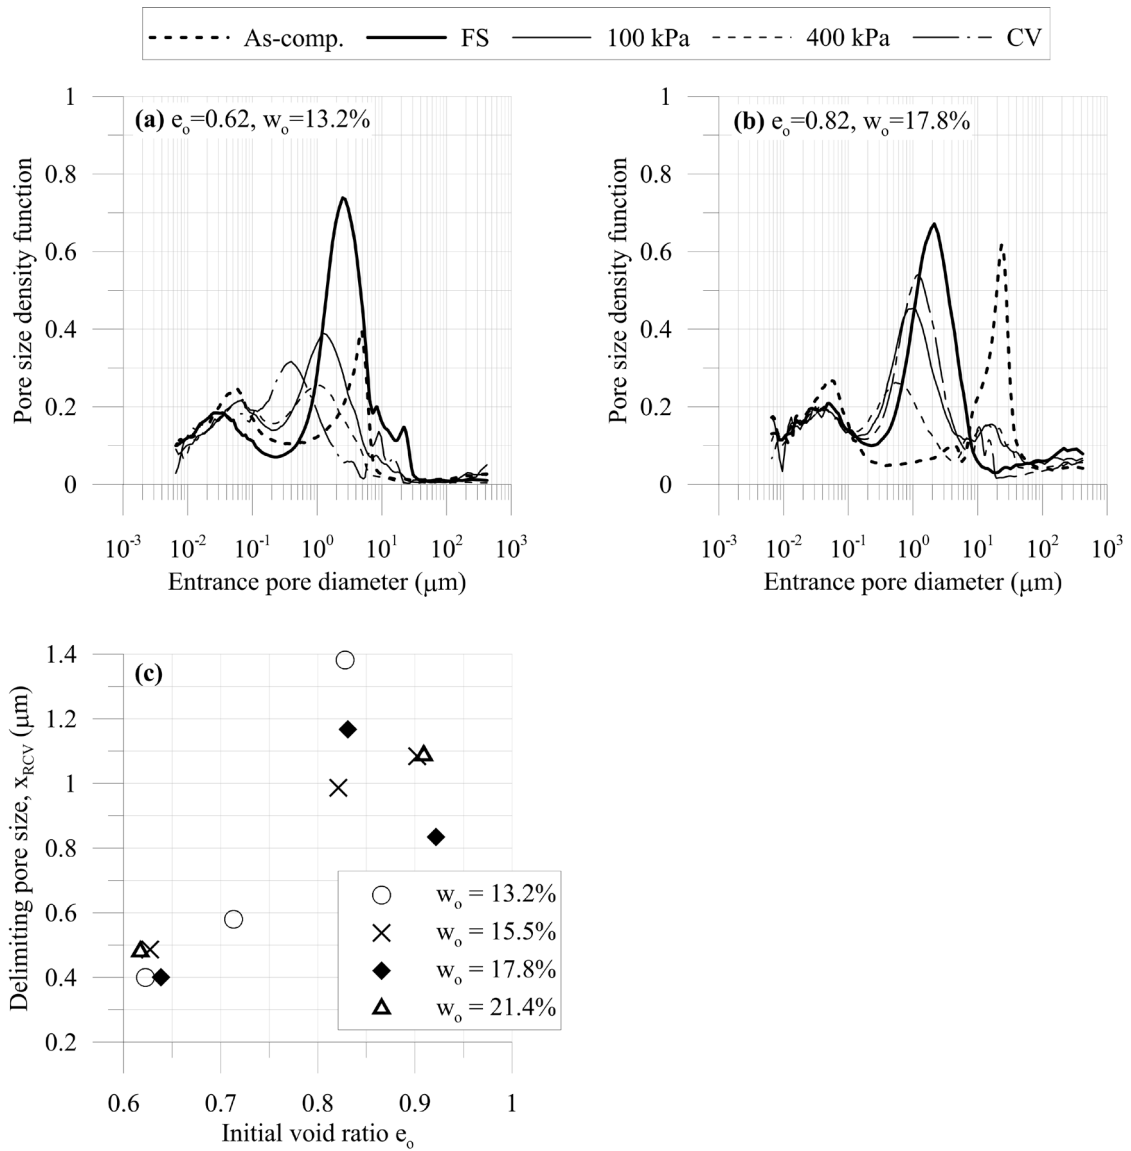 As-comp. FS 100 kPa 400 kPa CV
(a) eₒ=0.62, wₒ=13.2%
1
0.8
0.6
0.4
0.2
0
Pore size density function
10⁻³ 10⁻² 10⁻¹ 10⁰ 10¹ 10² 10³
Entrance pore diameter (μm)
(b) eₒ=0.82, wₒ=17.8%
1
0.8
0.6
0.4
0.2
0
Pore size density function
10⁻³ 10⁻² 10⁻¹ 10⁰ 10¹ 10² 10³
Entrance pore diameter (μm)
(c)
1.4
1.2
1
0.8
0.6
0.4
0.2
Delimiting pore size, x_RCV (μm)
wₒ = 13.2%
wₒ = 15.5%
wₒ = 17.8%
wₒ = 21.4%
0.6 0.7 0.8 0.9 1
Initial void ratio eₒ